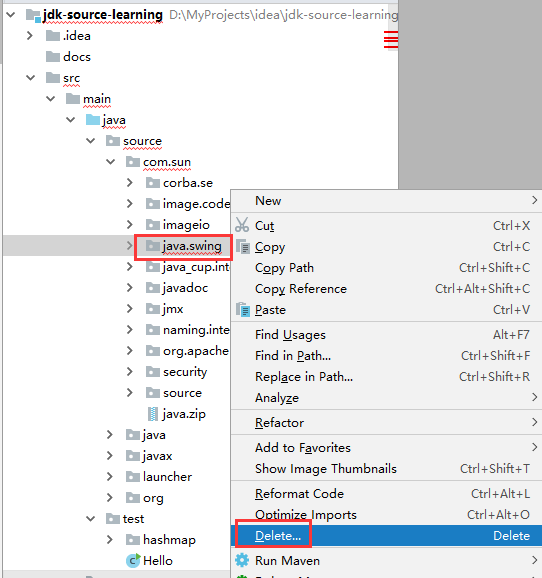 jdk-source-learning D:\MyProjects\idea\jdk-source-learning
.idea
docs
src
main
java
source
com.sun
corba.se
image.code
imageio
java.swing
java_cup.int
javadoc
jmx
naming.inte
org.apache
security
source
java.zip
java
javax
launcher
org
test
hashmap
Hello
New
Cut Ctrl+X
Copy Ctrl+C
Copy Path Ctrl+Shift+C
Copy Reference Ctrl+Alt+Shift+C
Paste Ctrl+V
Find Usages Alt+F7
Find in Path... Ctrl+Shift+F
Replace in Path... Ctrl+Shift+R
Analyze
Refactor
Add to Favorites
Show Image Thumbnails Ctrl+Shift+T
Reformat Code Ctrl+Alt+L
Optimize Imports Ctrl+Alt+O
Delete... Delete
Run Maven